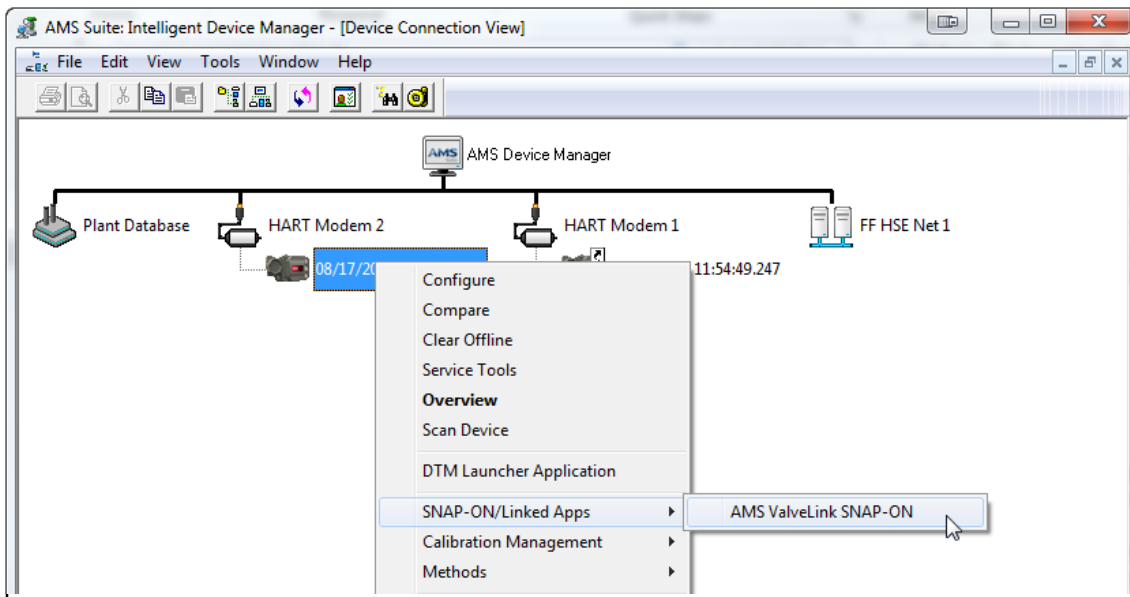 AMS Suite: Intelligent Device Manager - [Device Connection View]
File Edit View Tools Window Help
AMS AMS Device Manager
Plant Database HART Modem 2 HART Modem 1 FF HSE Net 1
08/17/20 11:54:49.247
Configure
Compare
Clear Offline
Service Tools
Overview
Scan Device
DTM Launcher Application
SNAP-ON/Linked Apps AMS ValveLink SNAP-ON
Calibration Management
Methods